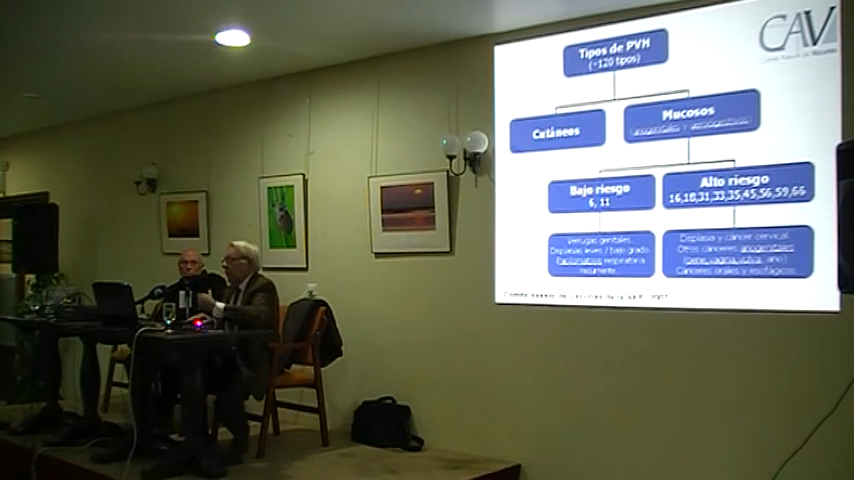 CAV
Tipos de PVH
(~120 tipos)
Cutáneos
Mucosos
(anogenitales y aerodigestivos)
Bajo riesgo
6, 11
Alto riesgo
16,18,31,33,35,45,56,59,66
Verrugas genitales.
Displasias leves / bajo grado.
Papilomatosis respiratoria
recurrente.
Displasia y cáncer cervical.
Otros cánceres anogenitales
(pene, vagina, vulva, ano)
Cánceres orales y esofágicos.